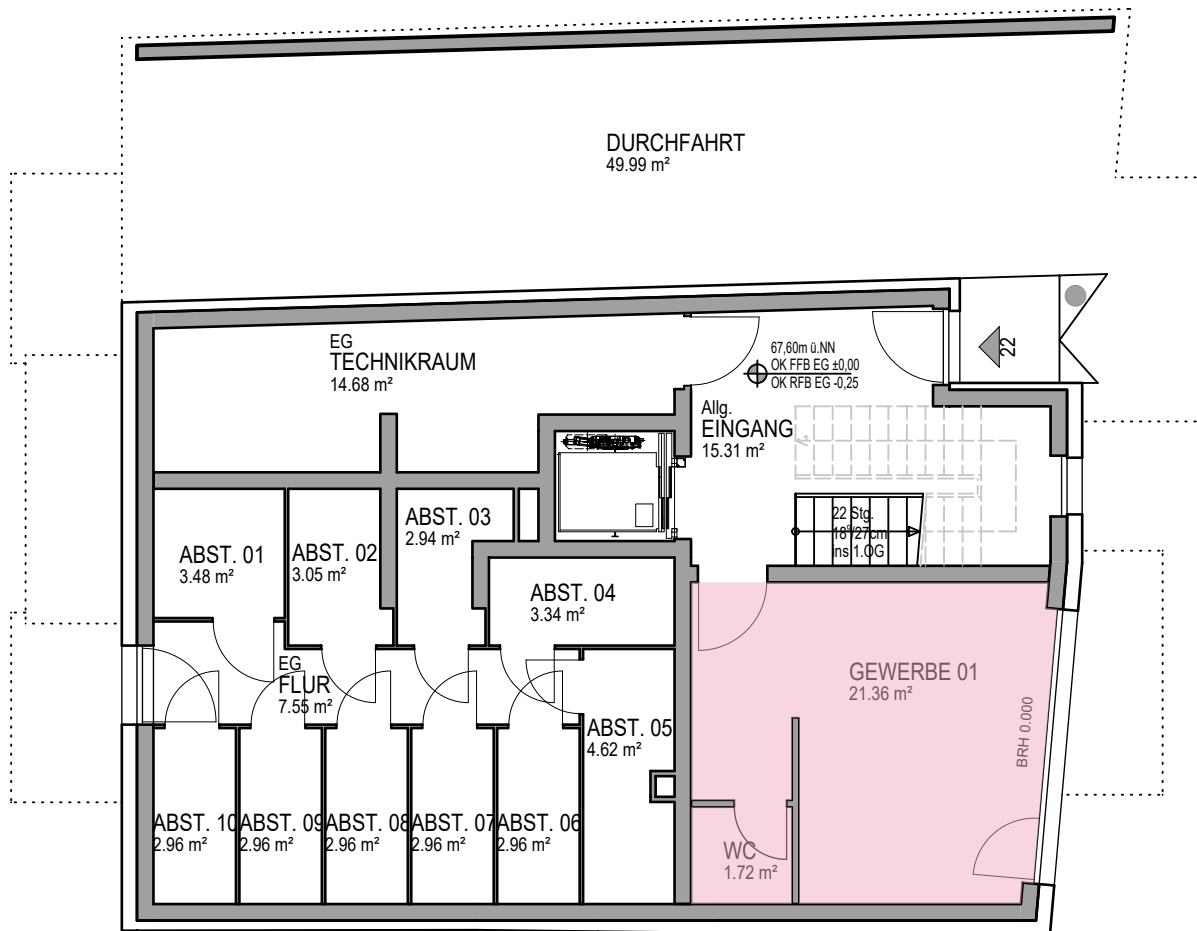 DURCHFAHRT
49.99 m²
EG
TECHNIKRAUM
14.68 m²
67,60m ü.NN
OK FFB EG ±0,00
OK RFB EG -0,25
22
Allg.
EINGANG
15.31 m²
ABST. 01
3.48 m²
ABST. 02
3.05 m²
ABST. 03
2.94 m²
22 Stg.
18⁵/27cm
ins 1.OG
ABST. 04
3.34 m²
EG
FLUR
7.55 m²
GEWERBE 01
21.36 m²
BRH 0.000
ABST. 05
4.62 m²
ABST. 10
2.96 m²
ABST. 09
2.96 m²
ABST. 08
2.96 m²
ABST. 07
2.96 m²
ABST. 06
2.96 m²
WC
1.72 m²